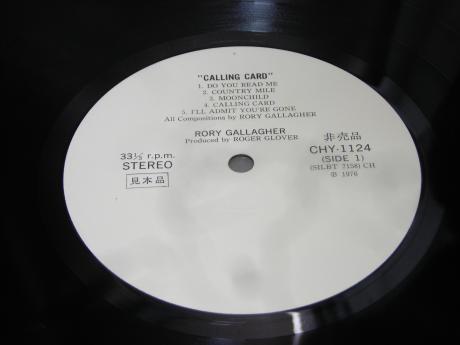 "CALLING CARD"
1. DO YOU READ ME
2. COUNTRY MILE
3. MOONCHILD
4. CALLING CARD
5. I'LL ADMIT YOU'RE GONE
All Compositions by RORY GALLAGHER
RORY GALLAGHER
Produced by ROGER GLOVER
33⅓ r.p.m.
STEREO
見本品
非売品
CHY-1124
(SIDE 1)
(SILBT 7158) CH
Ⓟ 1976